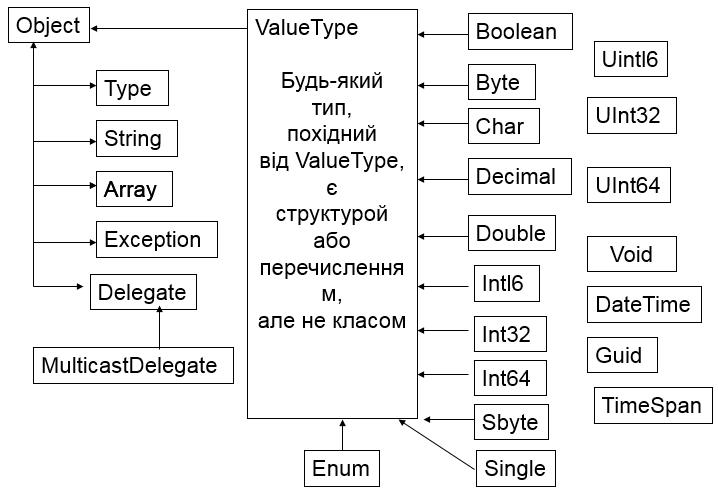 Object
Type
String
Array
Exception
Delegate
MulticastDelegate
ValueType
Будь-який
тип,
похідний
від ValueType,
є
структурой
або
перечислення
м,
але не класом
Enum
Boolean
Byte
Char
Decimal
Double
Intl6
Int32
Int64
Sbyte
Single
Uintl6
UInt32
UInt64
Void
DateTime
Guid
TimeSpan